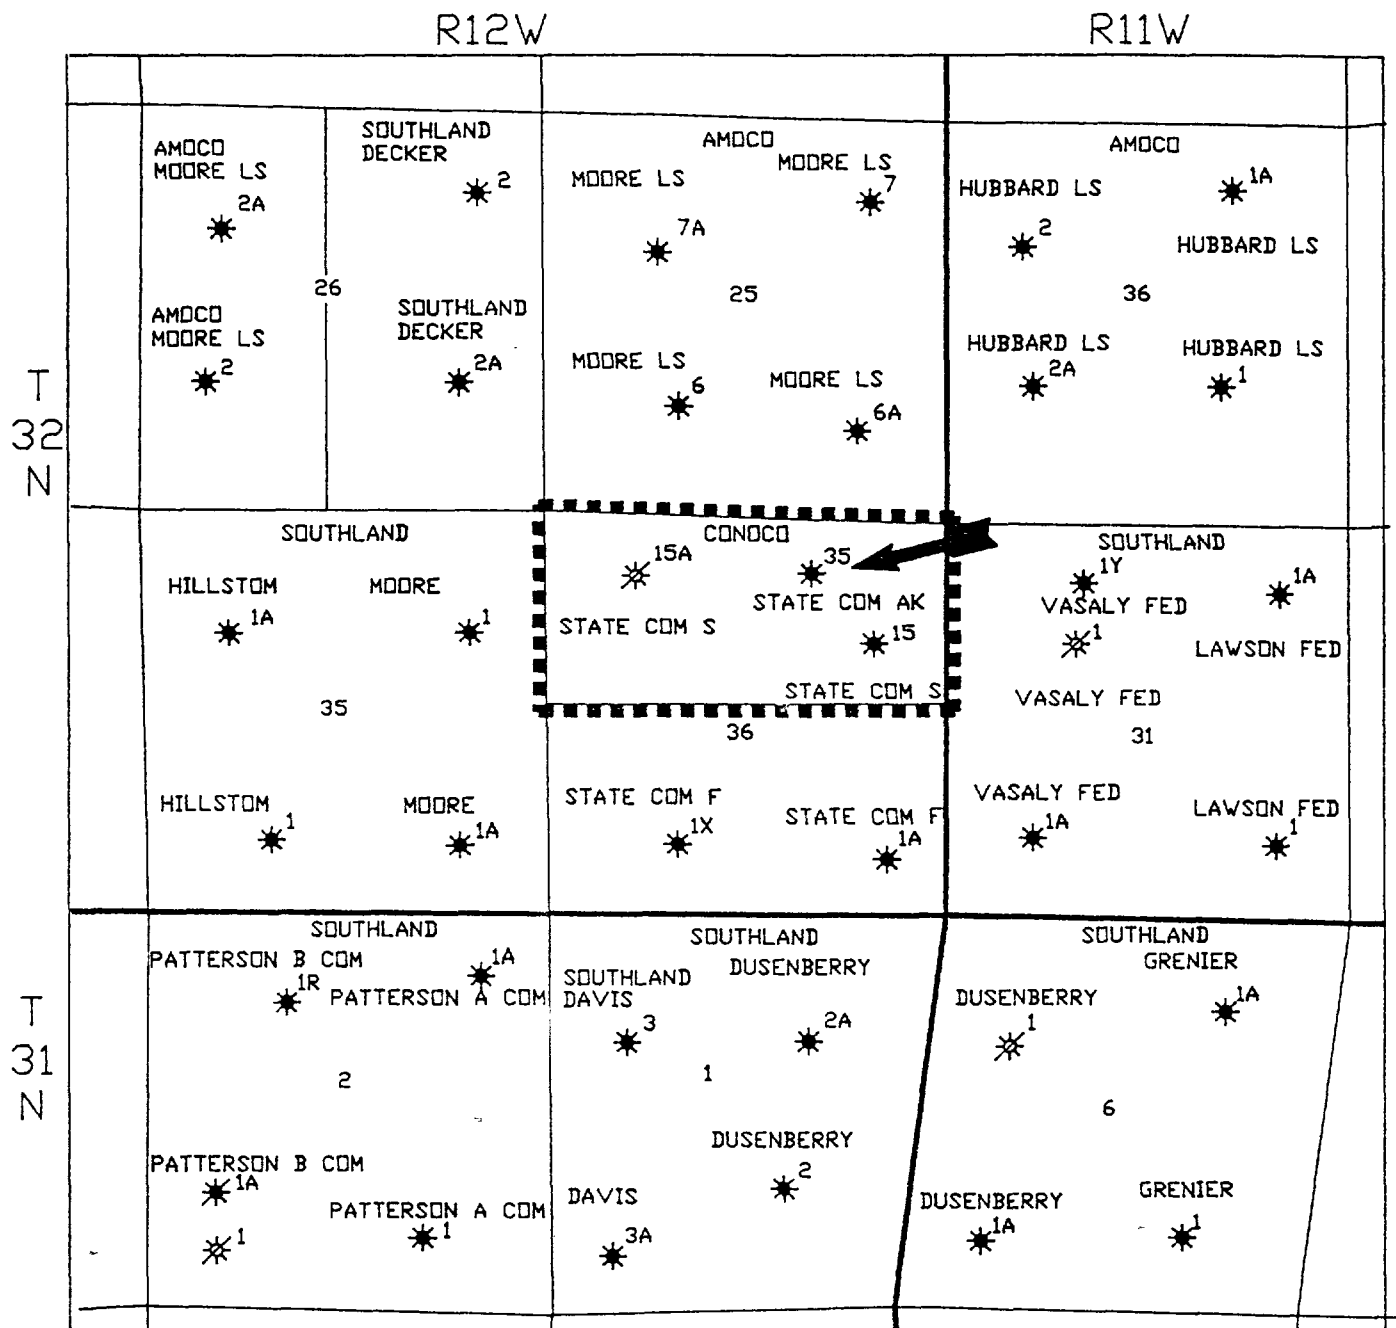 R12W
R11W
T
32
N
T
31
N
AMOCO
MOORE LS
2A
SOUTHLAND
DECKER
2
26
AMOCO
MOORE LS
2
SOUTHLAND
DECKER
2A
AMOCO
MOORE LS
7A
MOORE LS
7
25
MOORE LS
6
MOORE LS
6A
AMOCO
HUBBARD LS
2
1A
HUBBARD LS
36
HUBBARD LS
2A
HUBBARD LS
1
SOUTHLAND
HILLSTOM
1A
MOORE
1
35
HILLSTOM
1
MOORE
1A
CONOCO
15A
35
STATE COM AK
STATE COM S
15
STATE COM S
36
STATE COM F
1X
STATE COM F
1A
SOUTHLAND
1Y
VASALY FED
1
VASALY FED
1A
LAWSON FED
31
VASALY FED
1A
LAWSON FED
1
SOUTHLAND
PATTERSON B COM
1R
1A
PATTERSON A COM
2
PATTERSON B COM
1A
1
PATTERSON A COM
1
SOUTHLAND
SOUTHLAND
DAVIS
3
DUSENBERRY
2A
1
DUSENBERRY
2
DAVIS
3A
SOUTHLAND
GRENIER
1A
DUSENBERRY
1
6
DUSENBERRY
1A
GRENIER
1